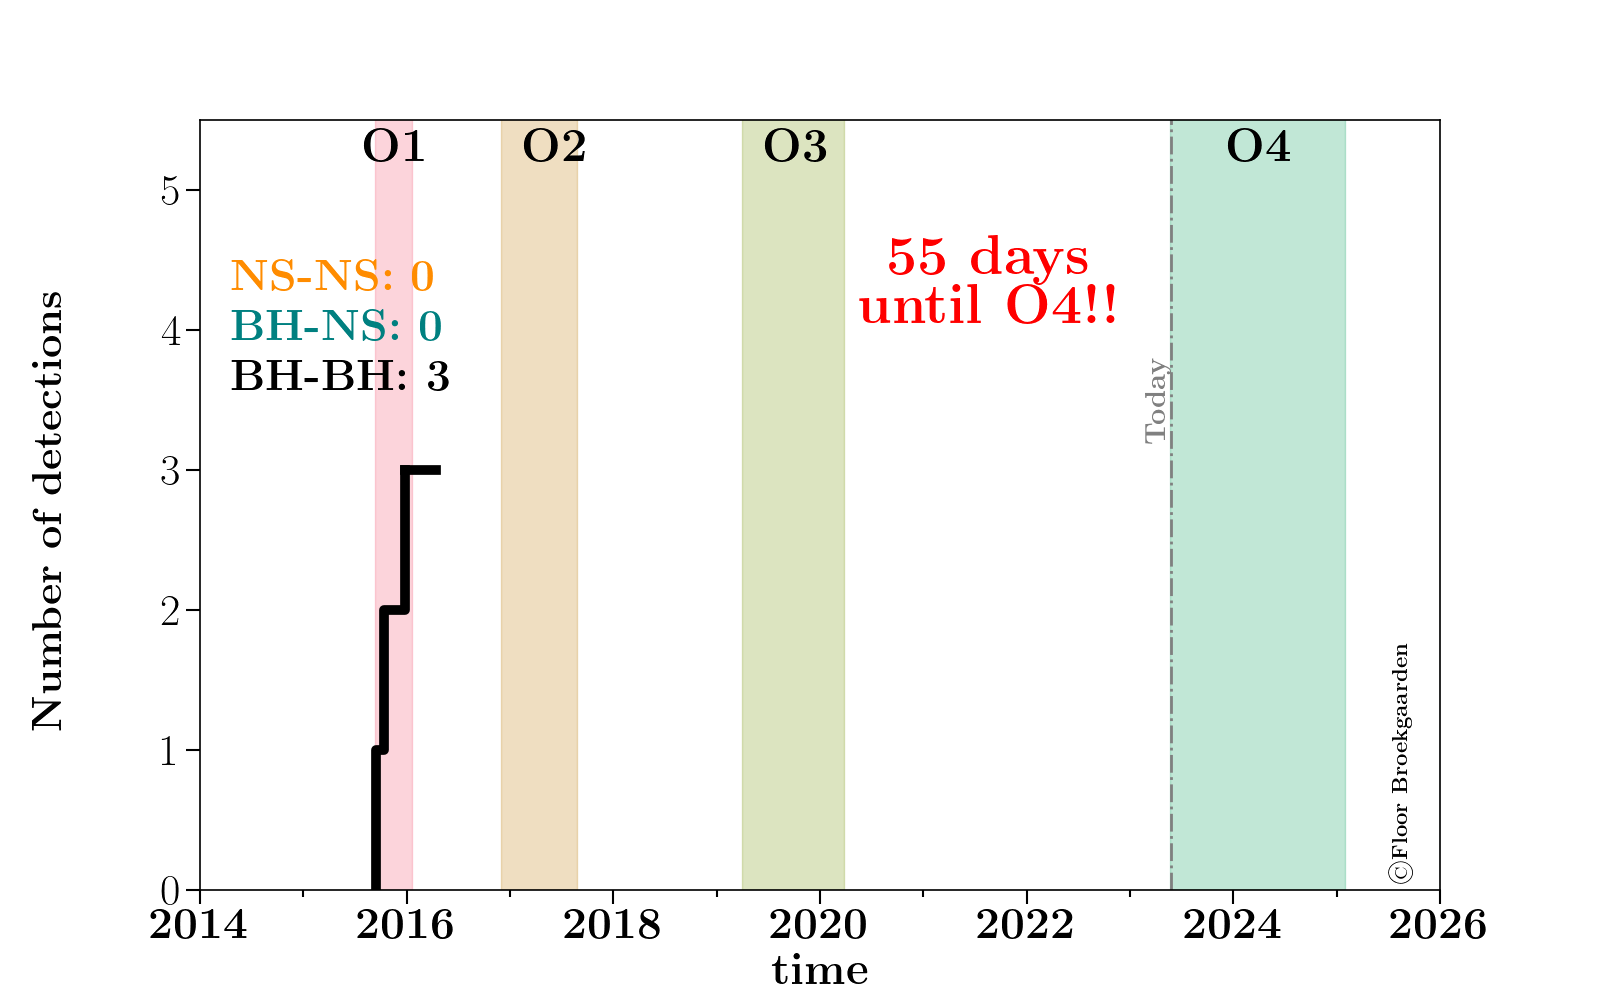 O1 O2 O3 O4
5
4
3
2
1
0
NS-NS: 0
BH-NS: 0
BH-BH: 3
55 days
until O4!!
Today
©Floor Broekgaarden
Number of detections
2014 2016 2018 2020 2022 2024 2026
time